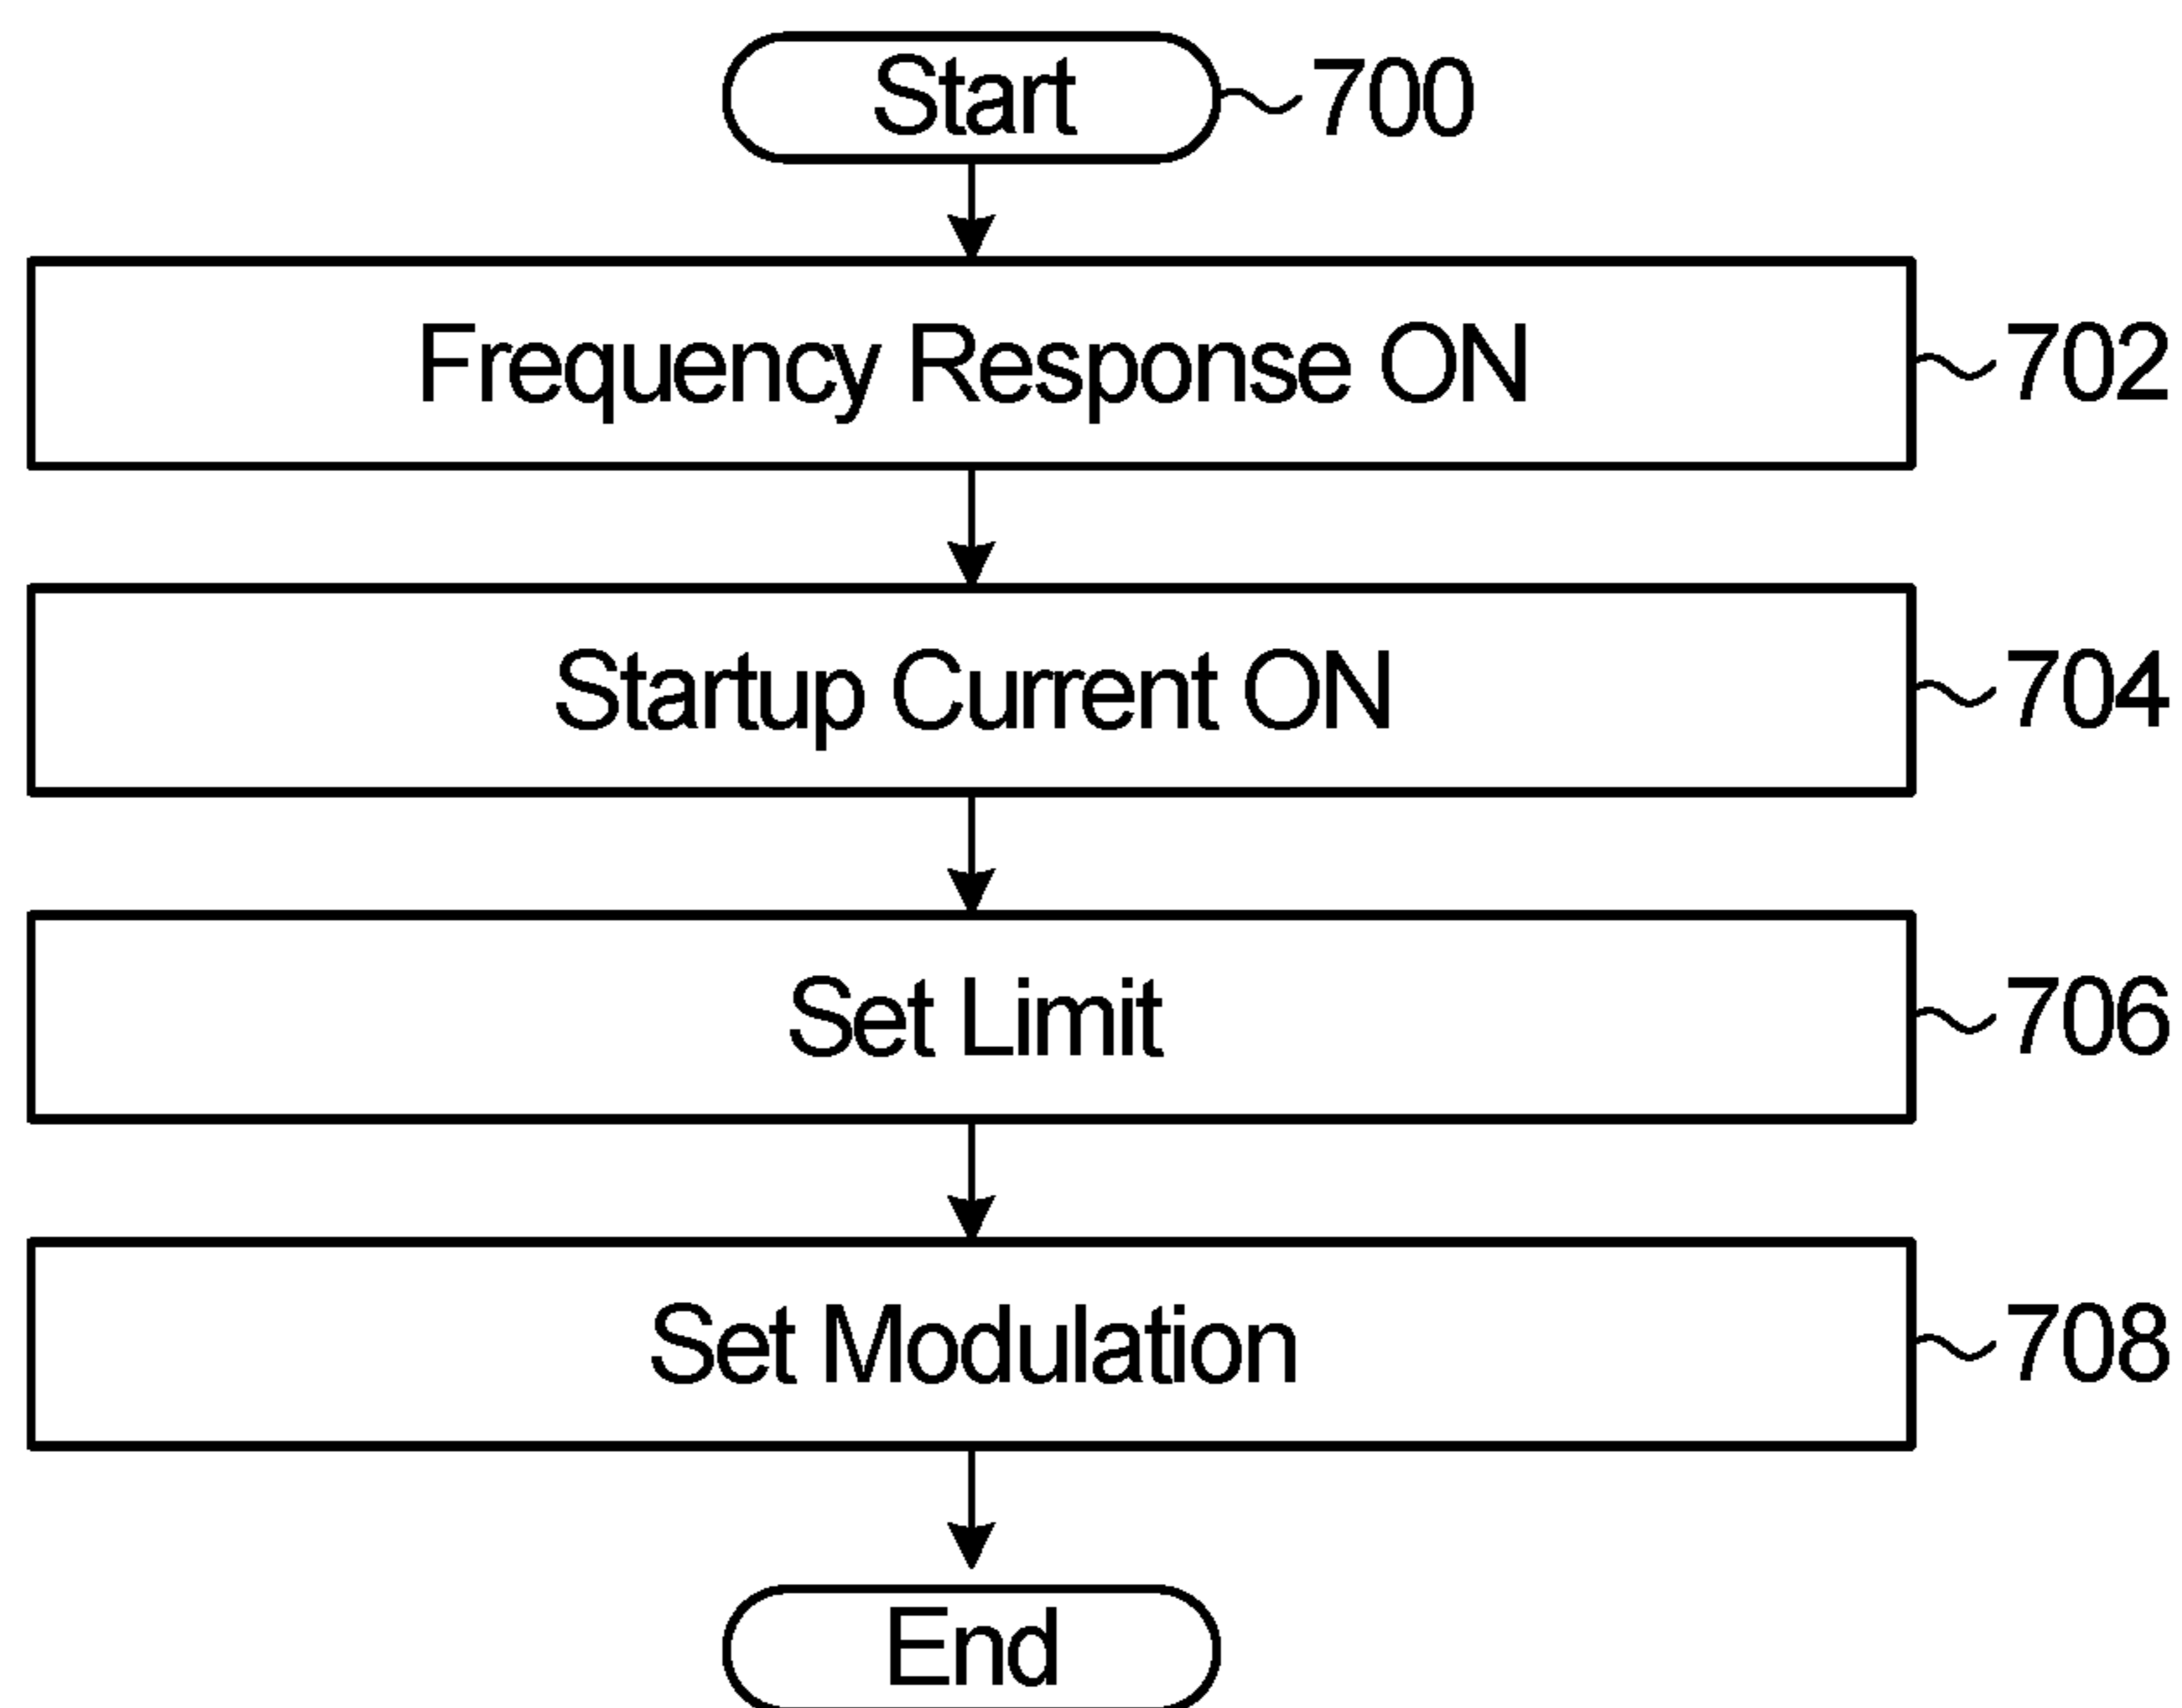 Start 700
Frequency Response ON 702
Startup Current ON 704
Set Limit 706
Set Modulation 708
End